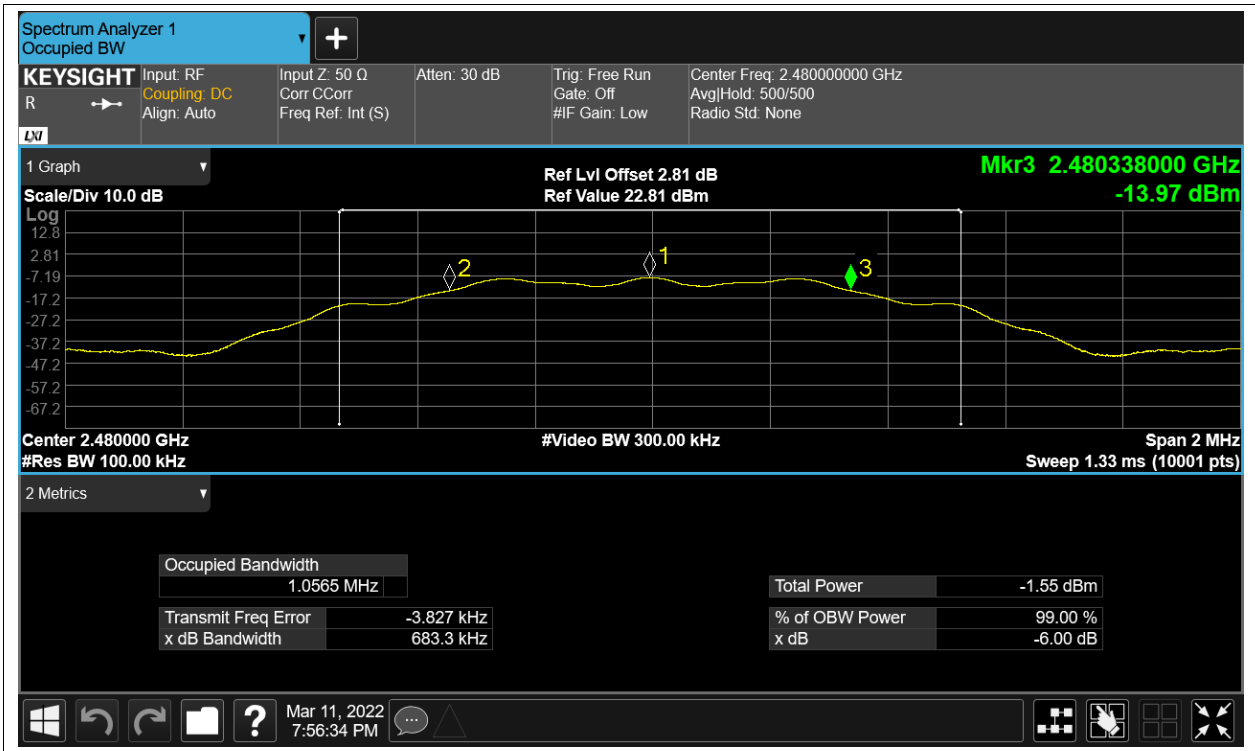 Spectrum Analyzer 1
Occupied BW
+
KEYSIGHT
R
LXI
Input: RF
Coupling: DC
Align: Auto
Input Z: 50 Ω
Corr CCorr
Freq Ref: Int (S)
Atten: 30 dB
Trig: Free Run
Gate: Off
#IF Gain: Low
Center Freq: 2.480000000 GHz
Avg|Hold: 500/500
Radio Std: None
1 Graph
Scale/Div 10.0 dB
Ref Lvl Offset 2.81 dB
Ref Value 22.81 dBm
Mkr3 2.480338000 GHz
-13.97 dBm
Log
12.8
2.81
-7.19
-17.2
-27.2
-37.2
-47.2
-57.2
-67.2
2
1
3
Center 2.480000 GHz
#Res BW 100.00 kHz
#Video BW 300.00 kHz
Span 2 MHz
Sweep 1.33 ms (10001 pts)
2 Metrics
Occupied Bandwidth
1.0565 MHz
Transmit Freq Error -3.827 kHz
x dB Bandwidth 683.3 kHz
Total Power -1.55 dBm
% of OBW Power 99.00 %
x dB -6.00 dB
?
Mar 11, 2022
7:56:34 PM